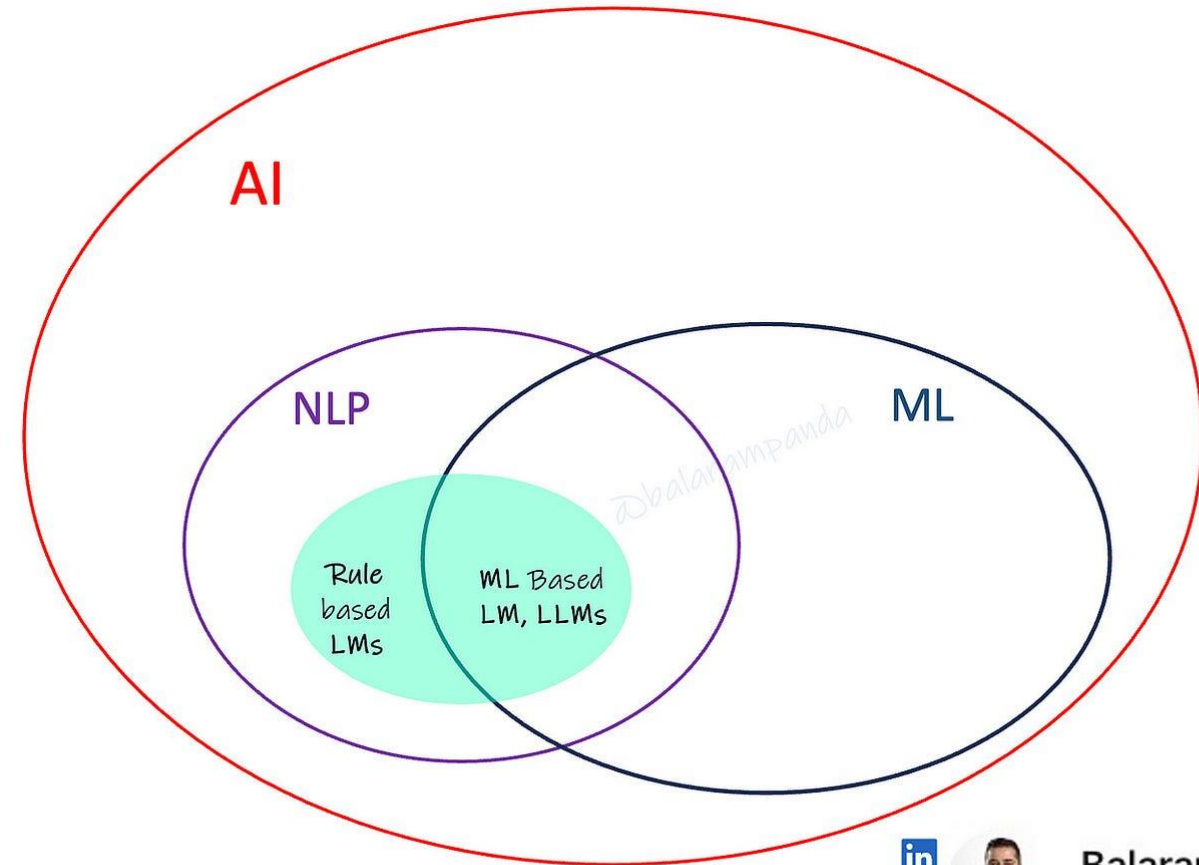 AI
NLP
ML
@balarampanda
Rule
based
LMs
ML Based
LM, LLMs
in